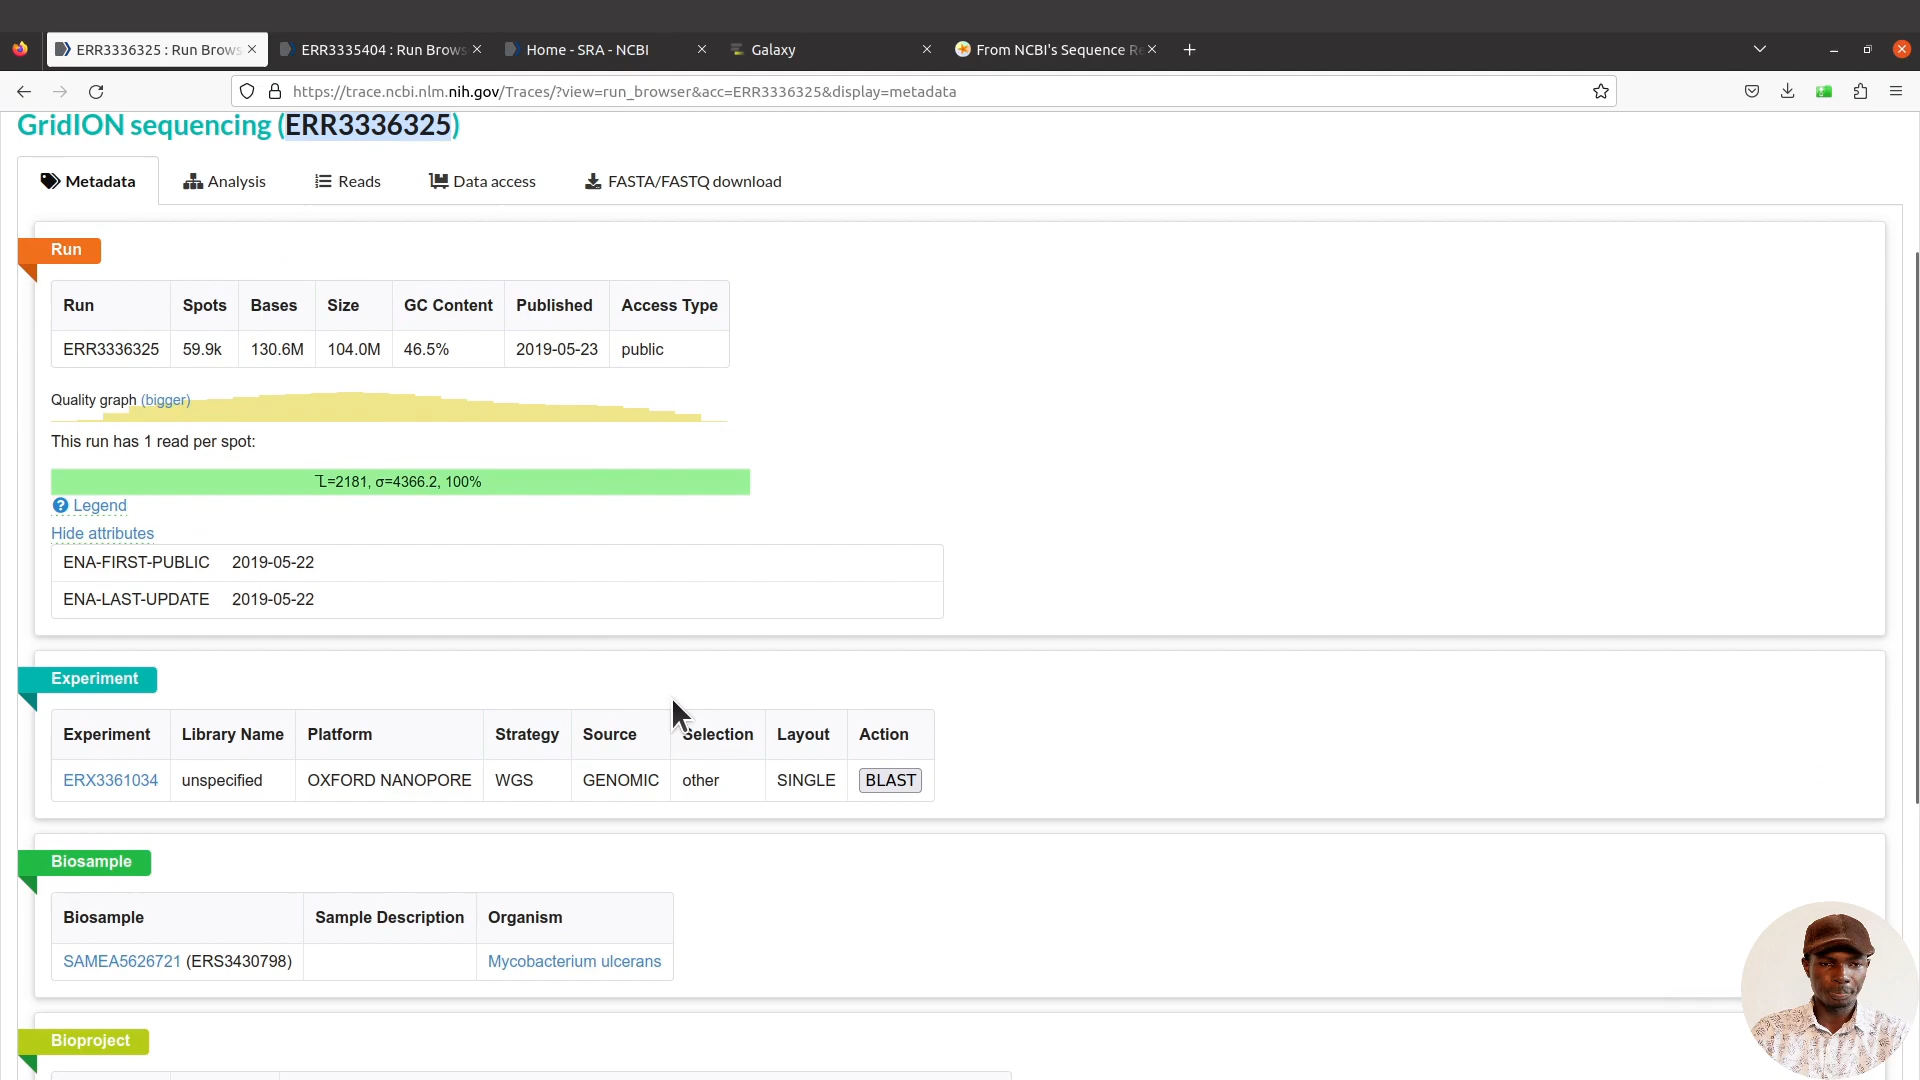 ERR3336325 : Run Brows
ERR3335404 : Run Brows
Home - SRA - NCBI
Galaxy
From NCBI's Sequence Re
https://trace.ncbi.nlm.nih.gov/Traces/?view=run_browser&acc=ERR3336325&display=metadata
GridION sequencing (ERR3336325)
Metadata Analysis Reads Data access FASTA/FASTQ download
Run
Run Spots Bases Size GC Content Published Access Type
ERR3336325 59.9k 130.6M 104.0M 46.5% 2019-05-23 public
Quality graph (bigger)
This run has 1 read per spot:
L̅=2181, σ=4366.2, 100%
Legend
Hide attributes
ENA-FIRST-PUBLIC 2019-05-22
ENA-LAST-UPDATE 2019-05-22
Experiment
Experiment Library Name Platform Strategy Source Selection Layout Action
ERX3361034 unspecified OXFORD NANOPORE WGS GENOMIC other SINGLE BLAST
Biosample
Biosample Sample Description Organism
SAMEA5626721 (ERS3430798) Mycobacterium ulcerans
Bioproject